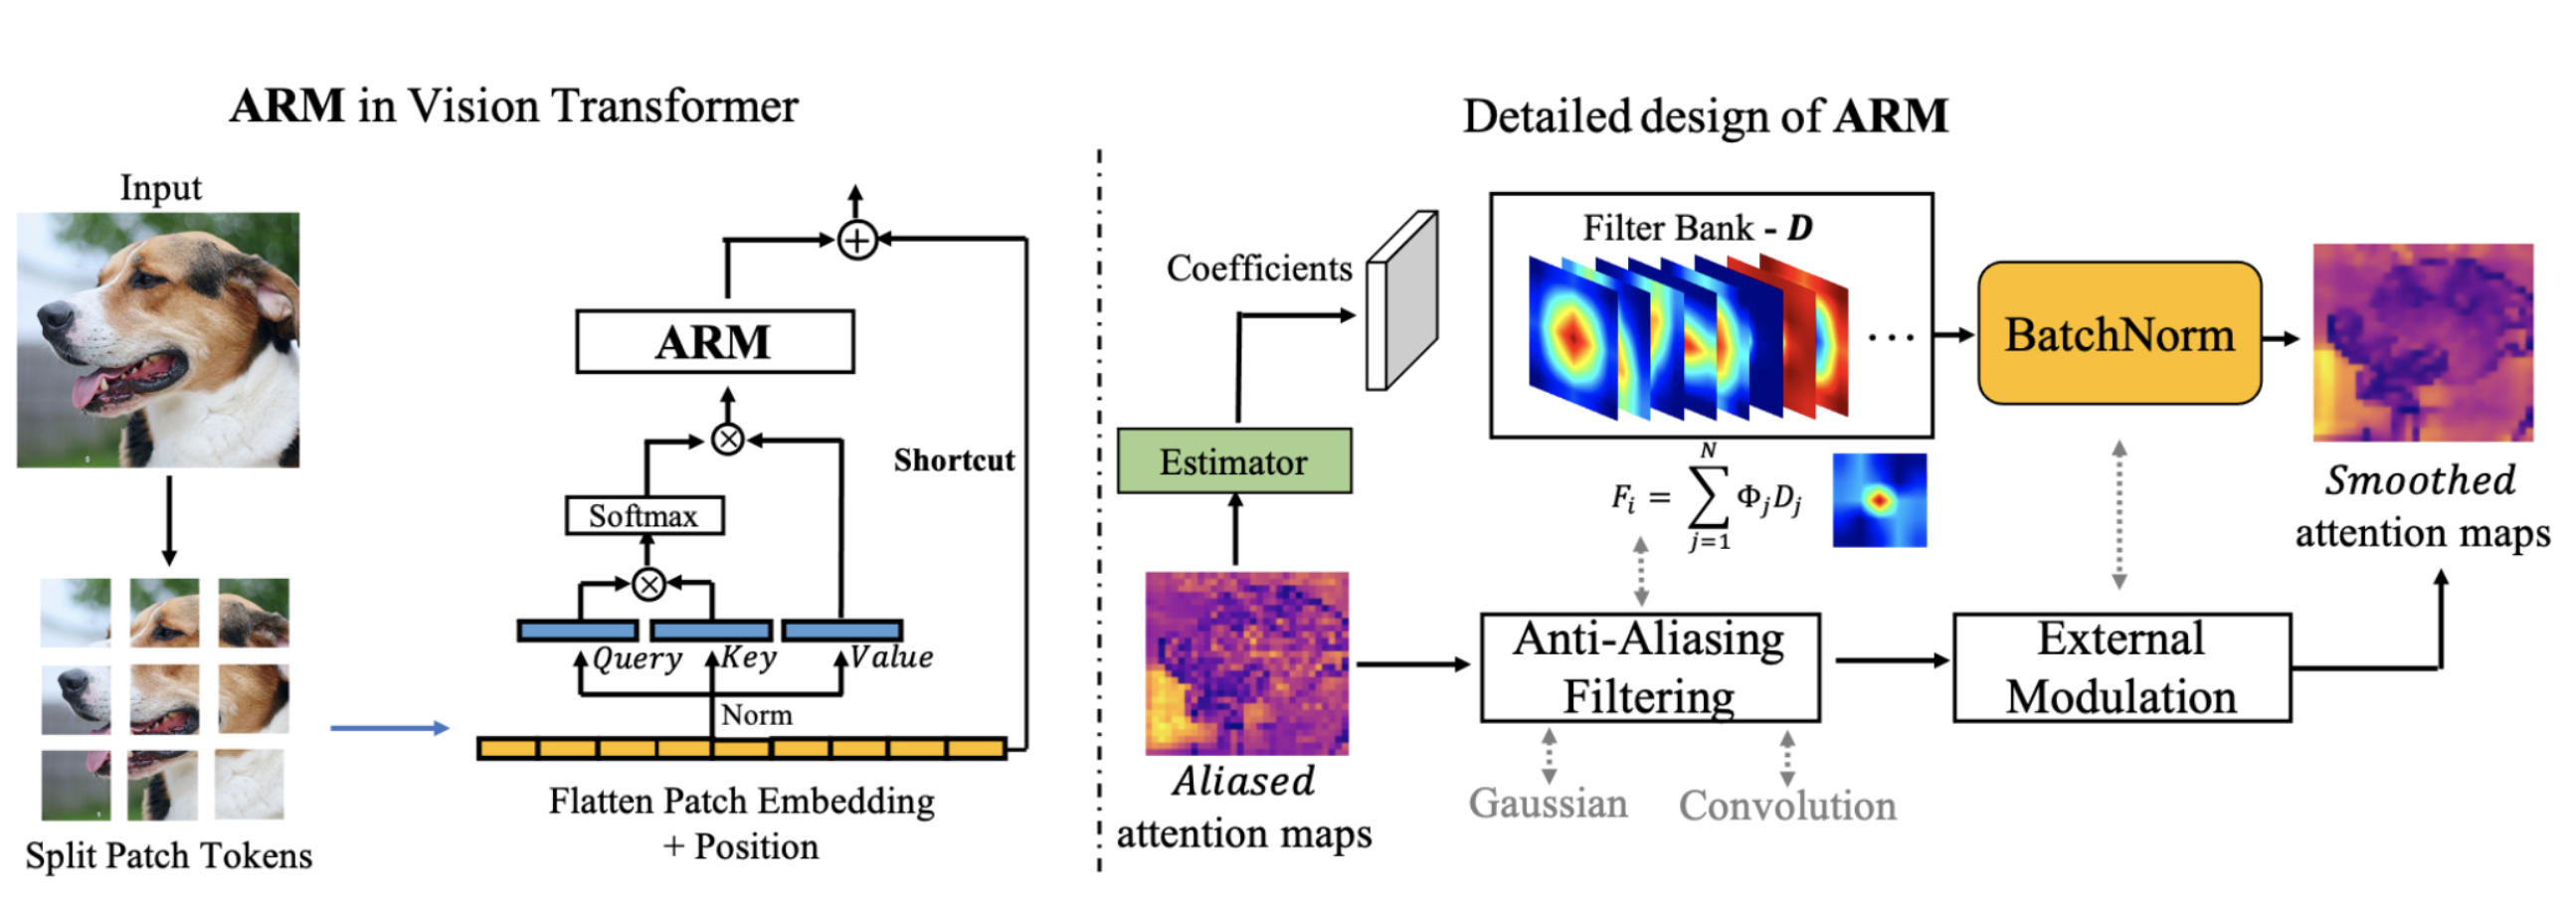 ARM in Vision Transformer
Input
Split Patch Tokens
ARM
Softmax
Shortcut
Query
Key
Value
Norm
Flatten Patch Embedding
+ Position
Detailed design of ARM
Coefficients
Estimator
Aliased
attention maps
Filter Bank - D
...
F_i = \sum_{j=1}^{N} Φ_j D_j
BatchNorm
Anti-Aliasing
Filtering
Gaussian
Convolution
External
Modulation
Smoothed
attention maps